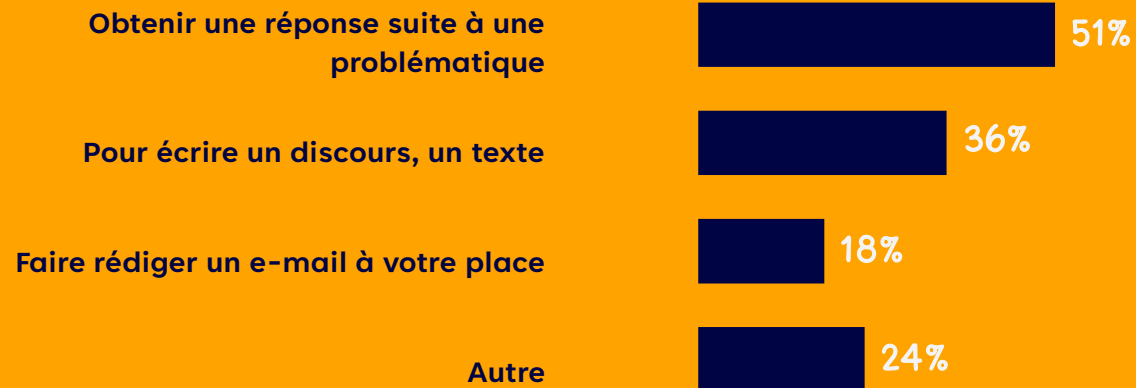 Obtenir une réponse suite à une
problématique
51%
Pour écrire un discours, un texte
36%
Faire rédiger un e-mail à votre place
18%
Autre
24%